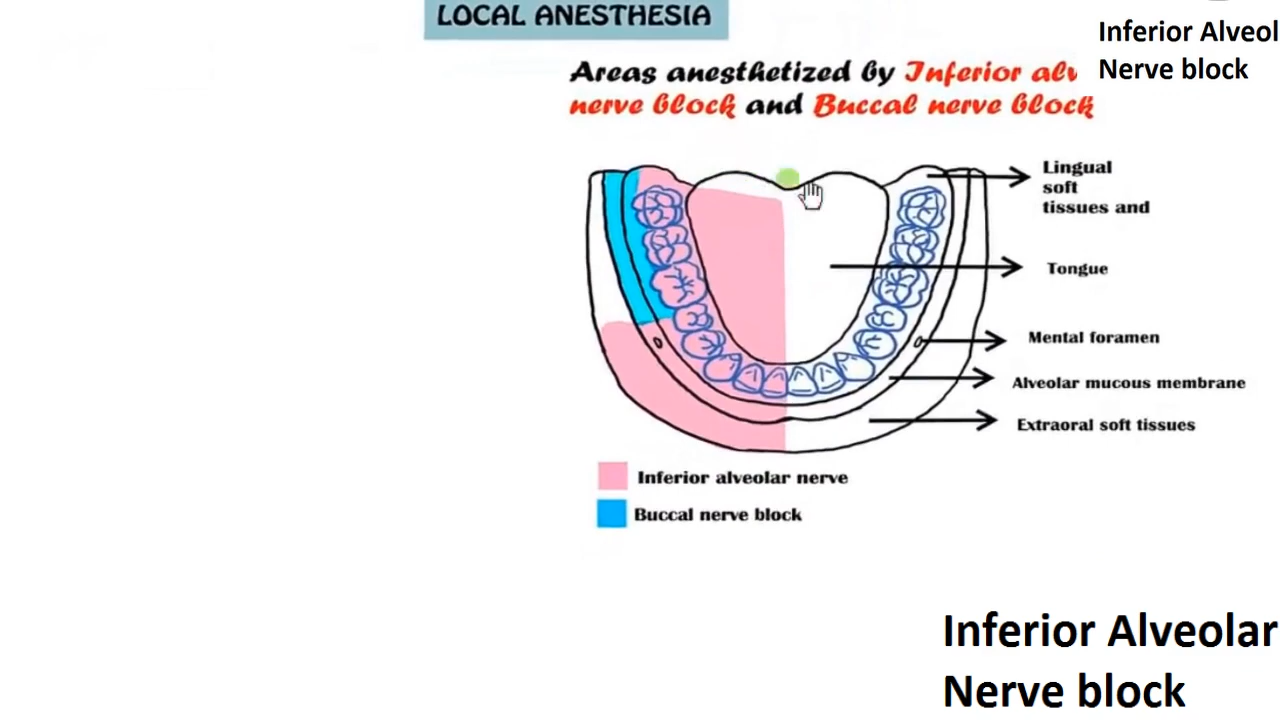 LOCAL ANESTHESIA
Inferior Alveol
Nerve block
Areas anesthetized by Inferior alv
nerve block and Buccal nerve block
Lingual
soft
tissues and
Tongue
Mental foramen
Alveolar mucous membrane
Extraoral soft tissues
Inferior alveolar nerve
Buccal nerve block
Inferior Alveolar
Nerve block